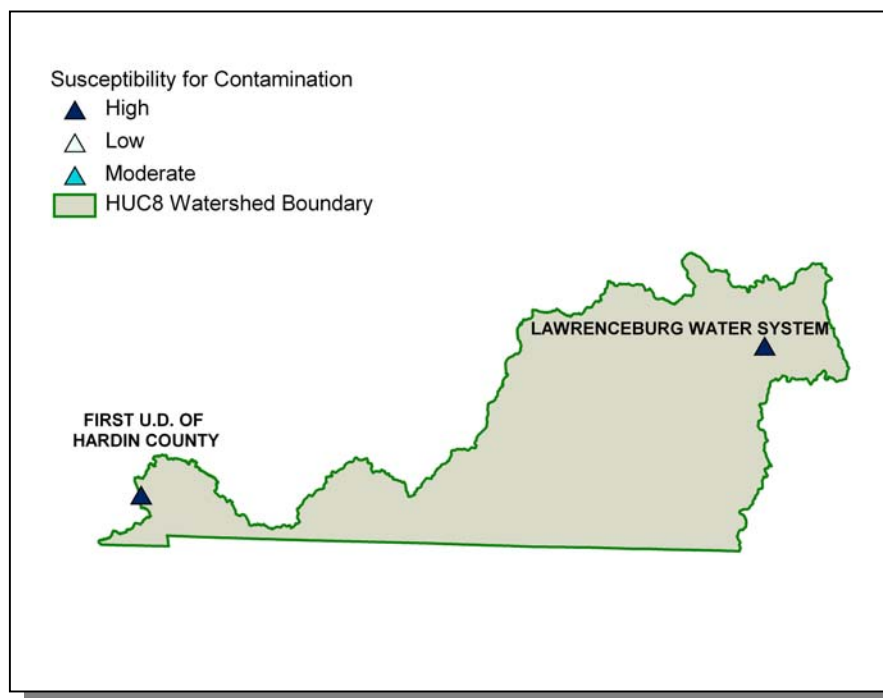 Susceptibility for Contamination
High
Low
Moderate
HUC8 Watershed Boundary
LAWRENCEBURG WATER SYSTEM
FIRST U.D. OF
HARDIN COUNTY